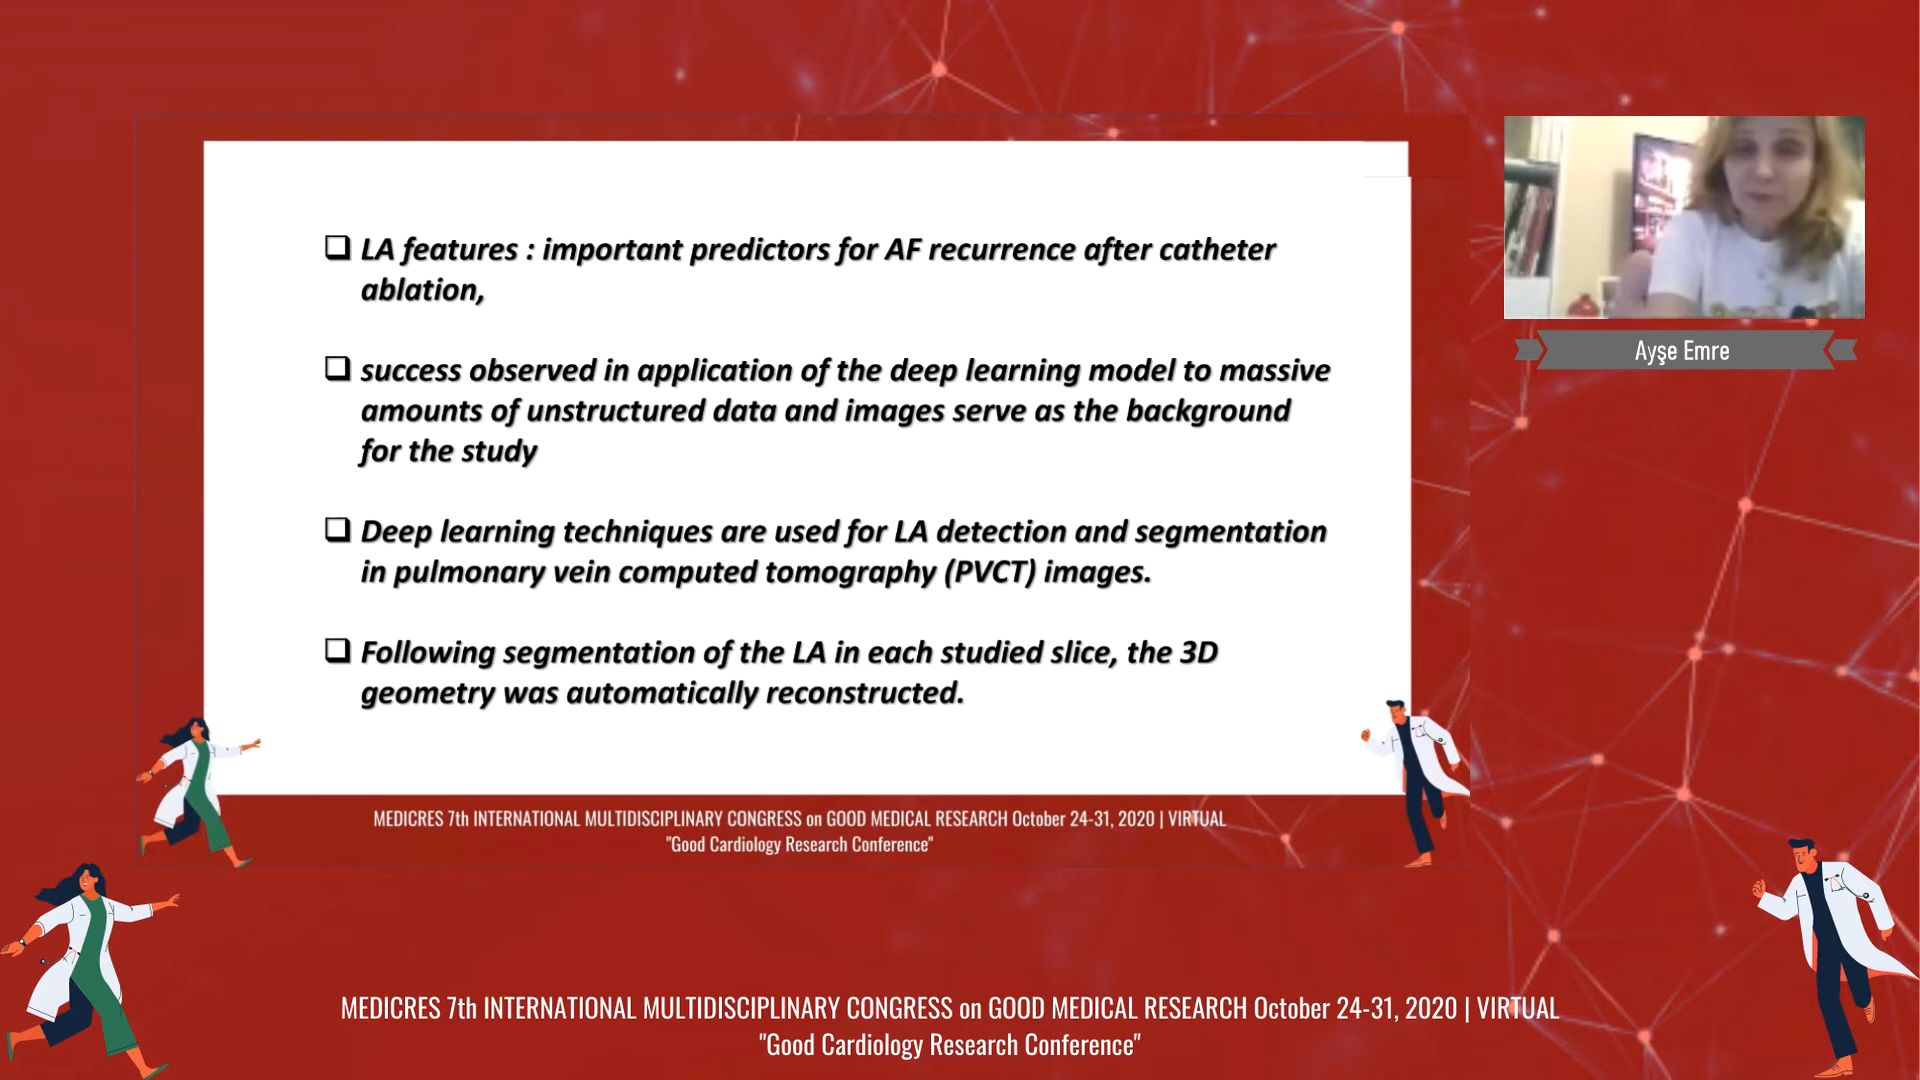 ❑ LA features : important predictors for AF recurrence after catheter
ablation,
❑ success observed in application of the deep learning model to massive
amounts of unstructured data and images serve as the background
for the study
❑ Deep learning techniques are used for LA detection and segmentation
in pulmonary vein computed tomography (PVCT) images.
❑ Following segmentation of the LA in each studied slice, the 3D
geometry was automatically reconstructed.
MEDICRES 7th INTERNATIONAL MULTIDISCIPLINARY CONGRESS on GOOD MEDICAL RESEARCH October 24-31, 2020 | VIRTUAL
"Good Cardiology Research Conference"
Ayşe Emre
MEDICRES 7th INTERNATIONAL MULTIDISCIPLINARY CONGRESS on GOOD MEDICAL RESEARCH October 24-31, 2020 | VIRTUAL
"Good Cardiology Research Conference"